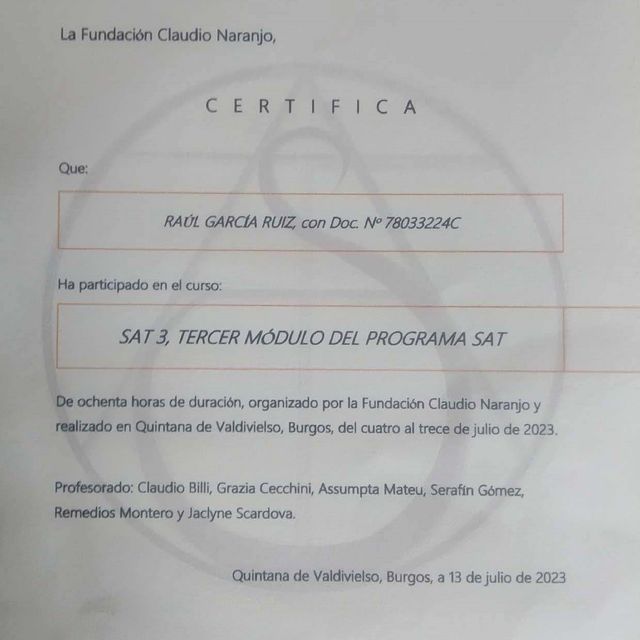 La Fundación Claudio Naranjo,
CERTIFICA
Que:
RAÚL GARCÍA RUIZ, con Doc. Nº 78033224C
Ha participado en el curso:
SAT 3, TERCER MÓDULO DEL PROGRAMA SAT
De ochenta horas de duración, organizado por la Fundación Claudio Naranjo y
realizado en Quintana de Valdivielso, Burgos, del cuatro al trece de julio de 2023.
Profesorado: Claudio Billi, Grazia Cecchini, Assumpta Mateu, Serafín Gómez,
Remedios Montero y Jaclyne Scardova.
Quintana de Valdivielso, Burgos, a 13 de julio de 2023